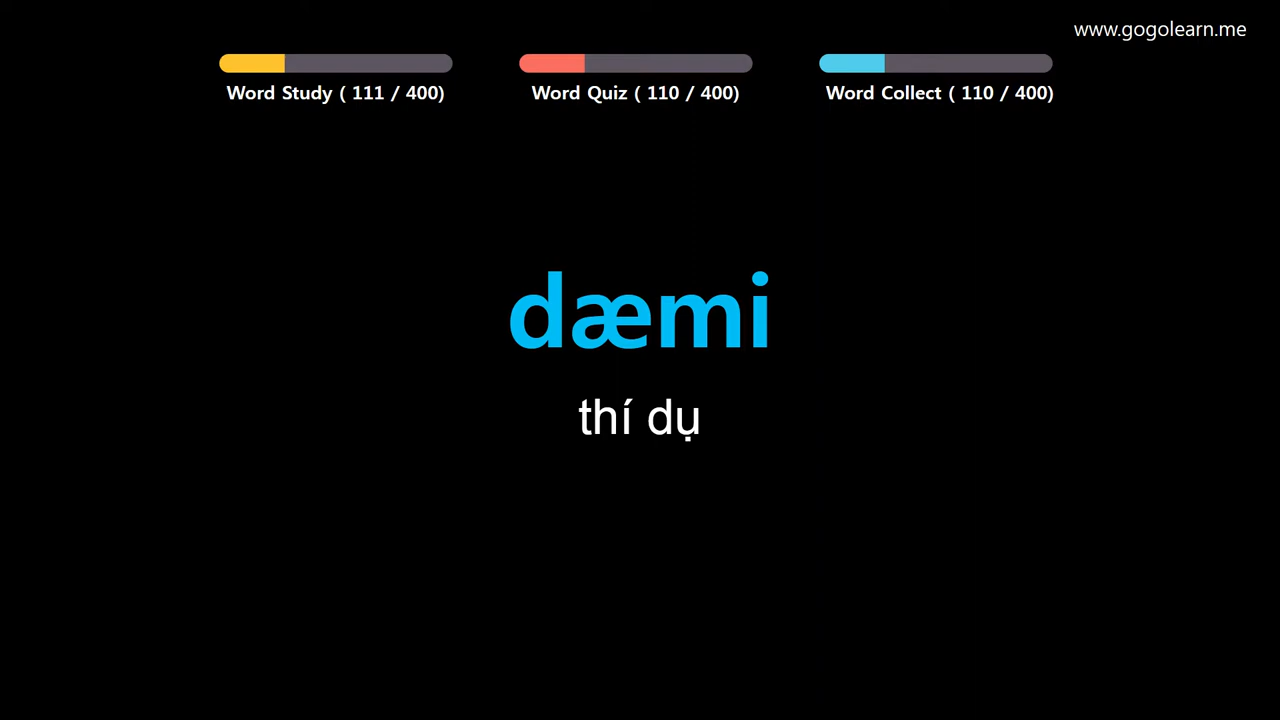 www.gogolearn.me
Word Study ( 111 / 400)
Word Quiz ( 110 / 400)
Word Collect ( 110 / 400)
dæmi
thí dụ